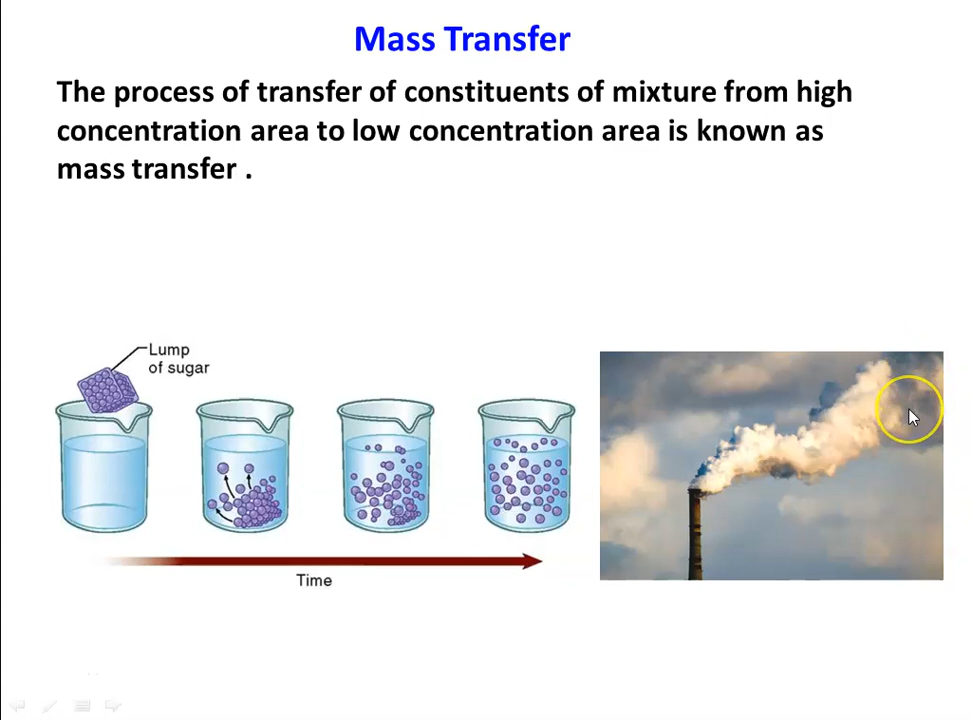 Mass Transfer
The process of transfer of constituents of mixture from high
concentration area to low concentration area is known as
mass transfer .
Lump
of sugar
Time